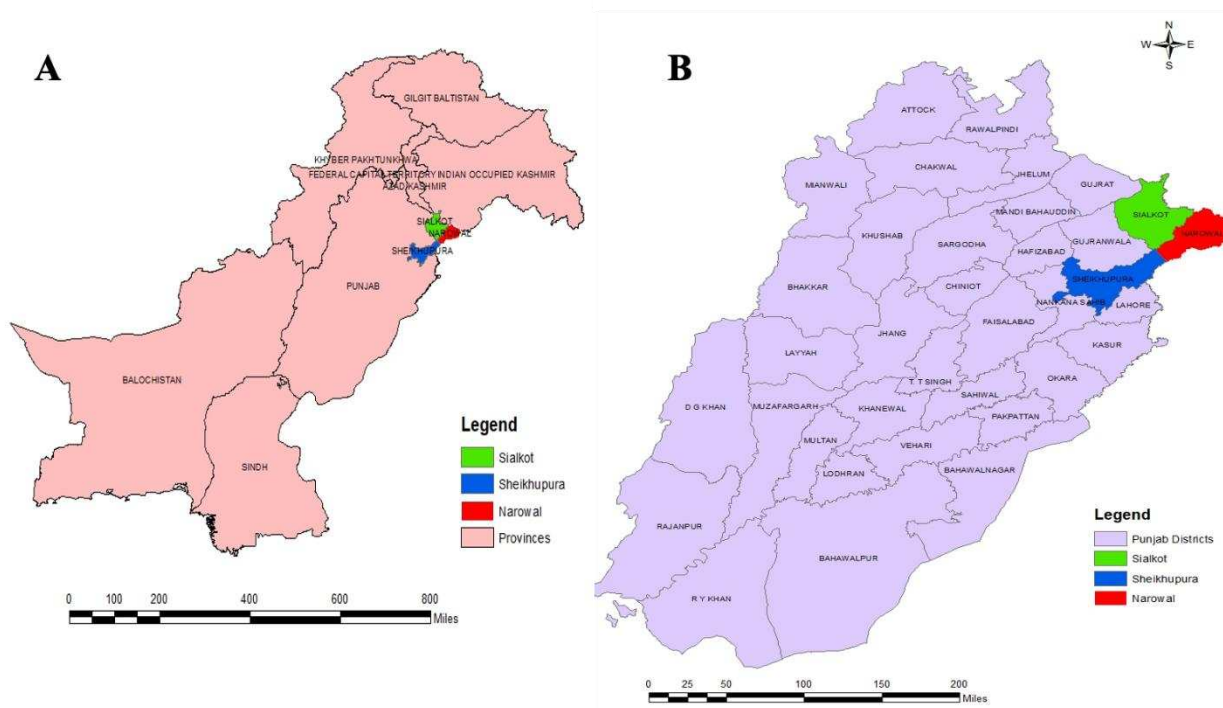 A
GILGIT BALTISTAN
KHYBER PAKHTUNKHWA
FEDERAL CAPITAL TERRITORY INDIAN OCCUPIED KASHMIR
AZAD KASHMIR
SIALKOT
NAROWAL
SHEIKHUPURA
PUNJAB
BALOCHISTAN
SINDH
Legend
Sialkot
Sheikhupura
Narowal
Provinces
0 100 200 400 600 800
Miles
B
N
W E
S
ATTOCK
RAWALPINDI
CHAKWAL
JHELUM
MIANWALI
GUJRAT
SIALKOT
MANDI BAHAUDDIN
KHUSHAB
NAROWAL
SARGODHA
GUJRANWALA
HAFIZABAD
SHEIKHUPURA
BHAKKAR
CHINIOT
NANKANA SAHIB
LAHORE
FAISALABAD
JHANG
KASUR
LAYYAH
OKARA
T. T SINGH
SAHIWAL
D G KHAN
MUZAFARGARH
KHANEWAL
PAKPATTAN
MULTAN
VEHARI
LODHRAN
BAHAWALNAGAR
RAJANPUR
BAHAWALPUR
R Y KHAN
Legend
Punjab Districts
Sialkot
Sheikhupura
Narowal
0 25 50 100 150 200
Miles